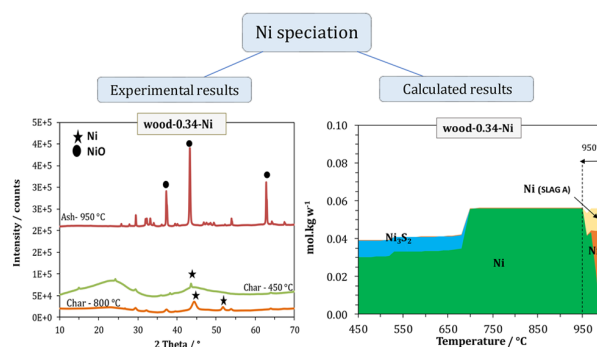 Ni speciation
Experimental results
Calculated results
wood-0.34-Ni
Ni
NiO
Intensity / counts
5E+5
4E+5
4E+5
3E+5
3E+5
2E+5
2E+5
1E+5
5E+4
0E+0
Ash- 950 °C
Char - 450 °C
Char - 800 °C
10 20 30 40 50 60 70
2 Theta / °
wood-0.34-Ni
mol.kg w⁻¹
0.10
0.08
0.06
0.04
0.02
0.00
950
Ni (SLAG A)
Ni₃S₂
Ni
N
450 550 650 750 850 950
Temperature / °C